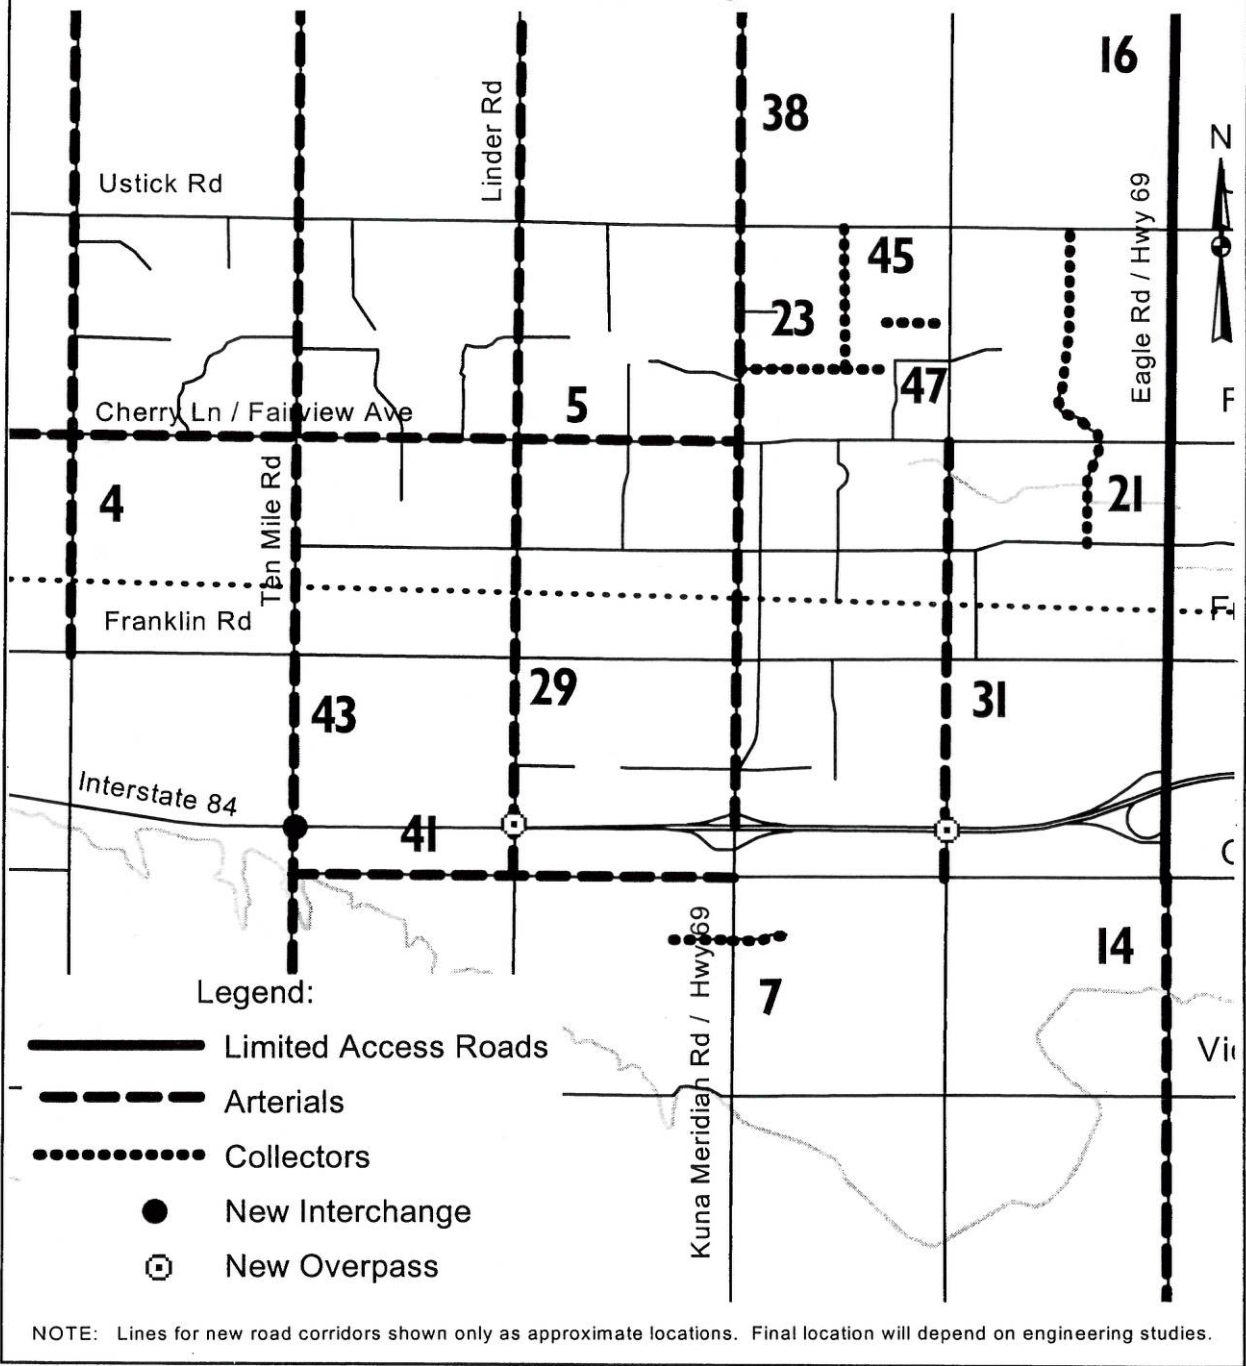 16
38
Linder Rd
N
Ustick Rd
Eagle Rd / Hwy 69
45
23
47
F
5
Cherry Ln / Fairview Ave
4
Ten Mile Rd
21
Franklin Rd
29
31
43
Interstate 84
41
14
7
Kuna Meridian Rd / Hwy 69
Legend:
Limited Access Roads
Arterials
Collectors
New Interchange
New Overpass
NOTE: Lines for new road corridors shown only as approximate locations. Final location will depend on engineering studies.